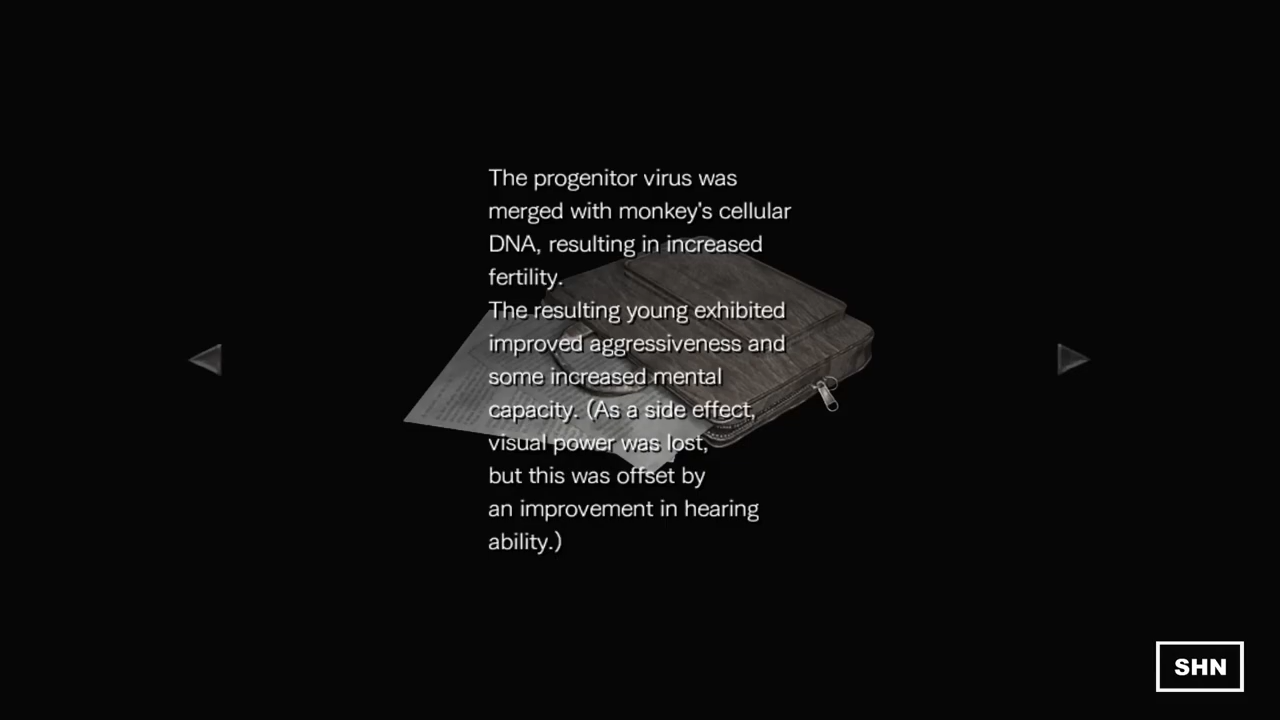 The progenitor virus was
merged with monkey's cellular
DNA, resulting in increased
fertility.
The resulting young exhibited
improved aggressiveness and
some increased mental
capacity. (As a side effect,
visual power was lost,
but this was offset by
an improvement in hearing
ability.)
SHN